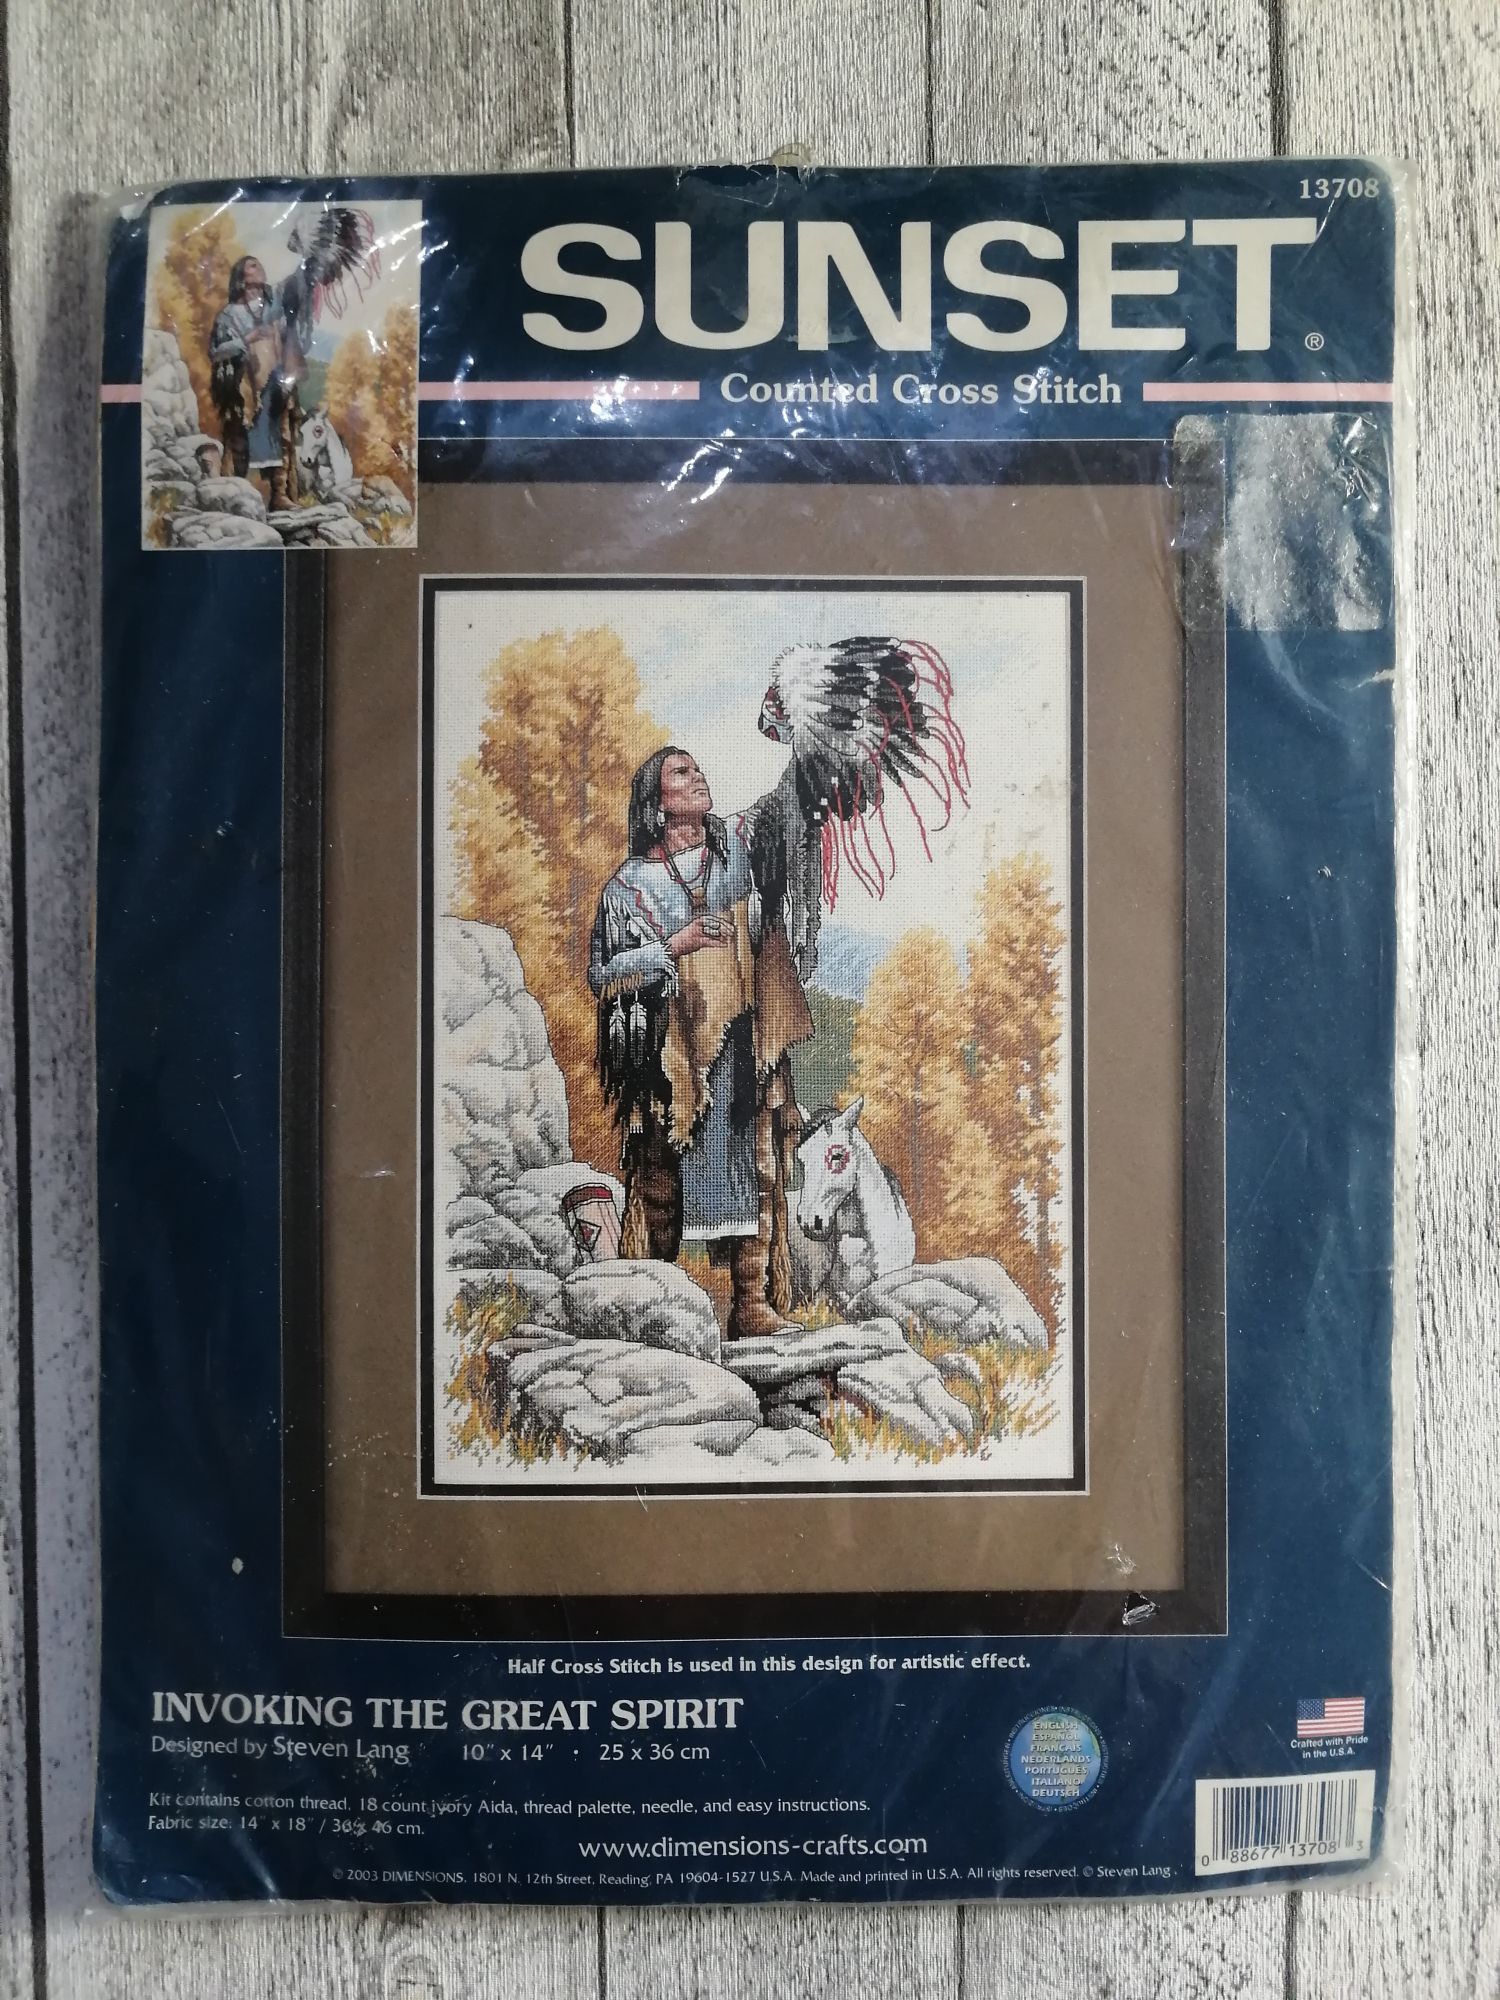 13708
SUNSET®
Counted Cross Stitch
Half Cross Stitch is used in this design for artistic effect.
INVOKING THE GREAT SPIRIT
Designed by Steven Lang 10" x 14" • 25 x 36 cm
Kit contains cotton thread, 18 count ivory Aida, thread palette, needle, and easy instructions.
Fabric size: 14" x 18" / 36 x 46 cm.
www.dimensions-crafts.com
© 2003 DIMENSIONS, 1801 N. 12th Street, Reading, PA 19604-1527 U.S.A. Made and printed in U.S.A. All rights reserved. © Steven Lang.
ENGLISH
ESPAÑOL
FRANÇAIS
NEDERLANDS
PORTUGUÊS
ITALIANO
DEUTSCH
Crafted with Pride
in the U.S.A.
0 88677 13708 3